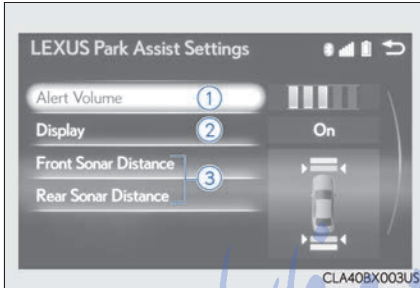 LEXUS Park Assist Settings
Alert Volume 1
Display 2 On
Front Sonar Distance
3
Rear Sonar Distance
CLA40BX003US